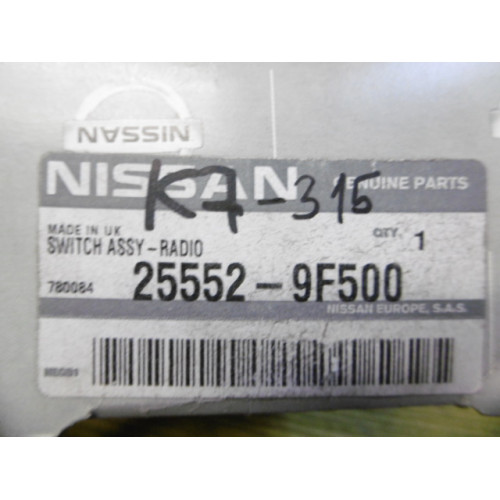 NISSAN
NISSAN GENUINE PARTS
K7-315
MADE IN UK
SWITCH ASSY-RADIO QTY. 1
780084 25552-9F500
NISSAN EUROPE, S.A.S.